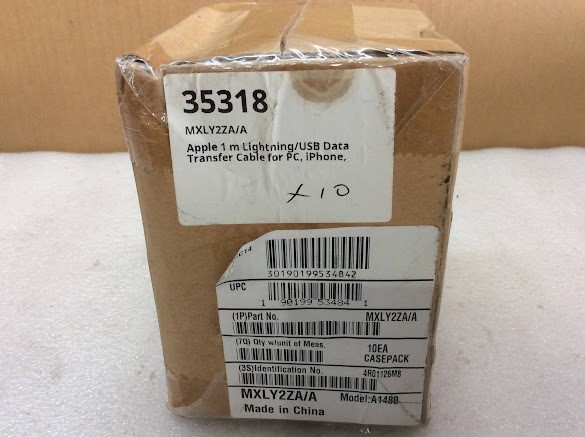 35318
MXLY2ZA/A
Apple 1 m Lightning/USB Data
Transfer Cable for PC, iPhone,
x10
C14
30190199534842
UPC
1 90199 53484 1
(1P)Part No. MXLY2ZA/A
(7Q) Qty w/unit of Meas. 10EA
CASEPACK
(3S)Identification No. 4R01126M8
MXLY2ZA/A Model:A1480
Made in China